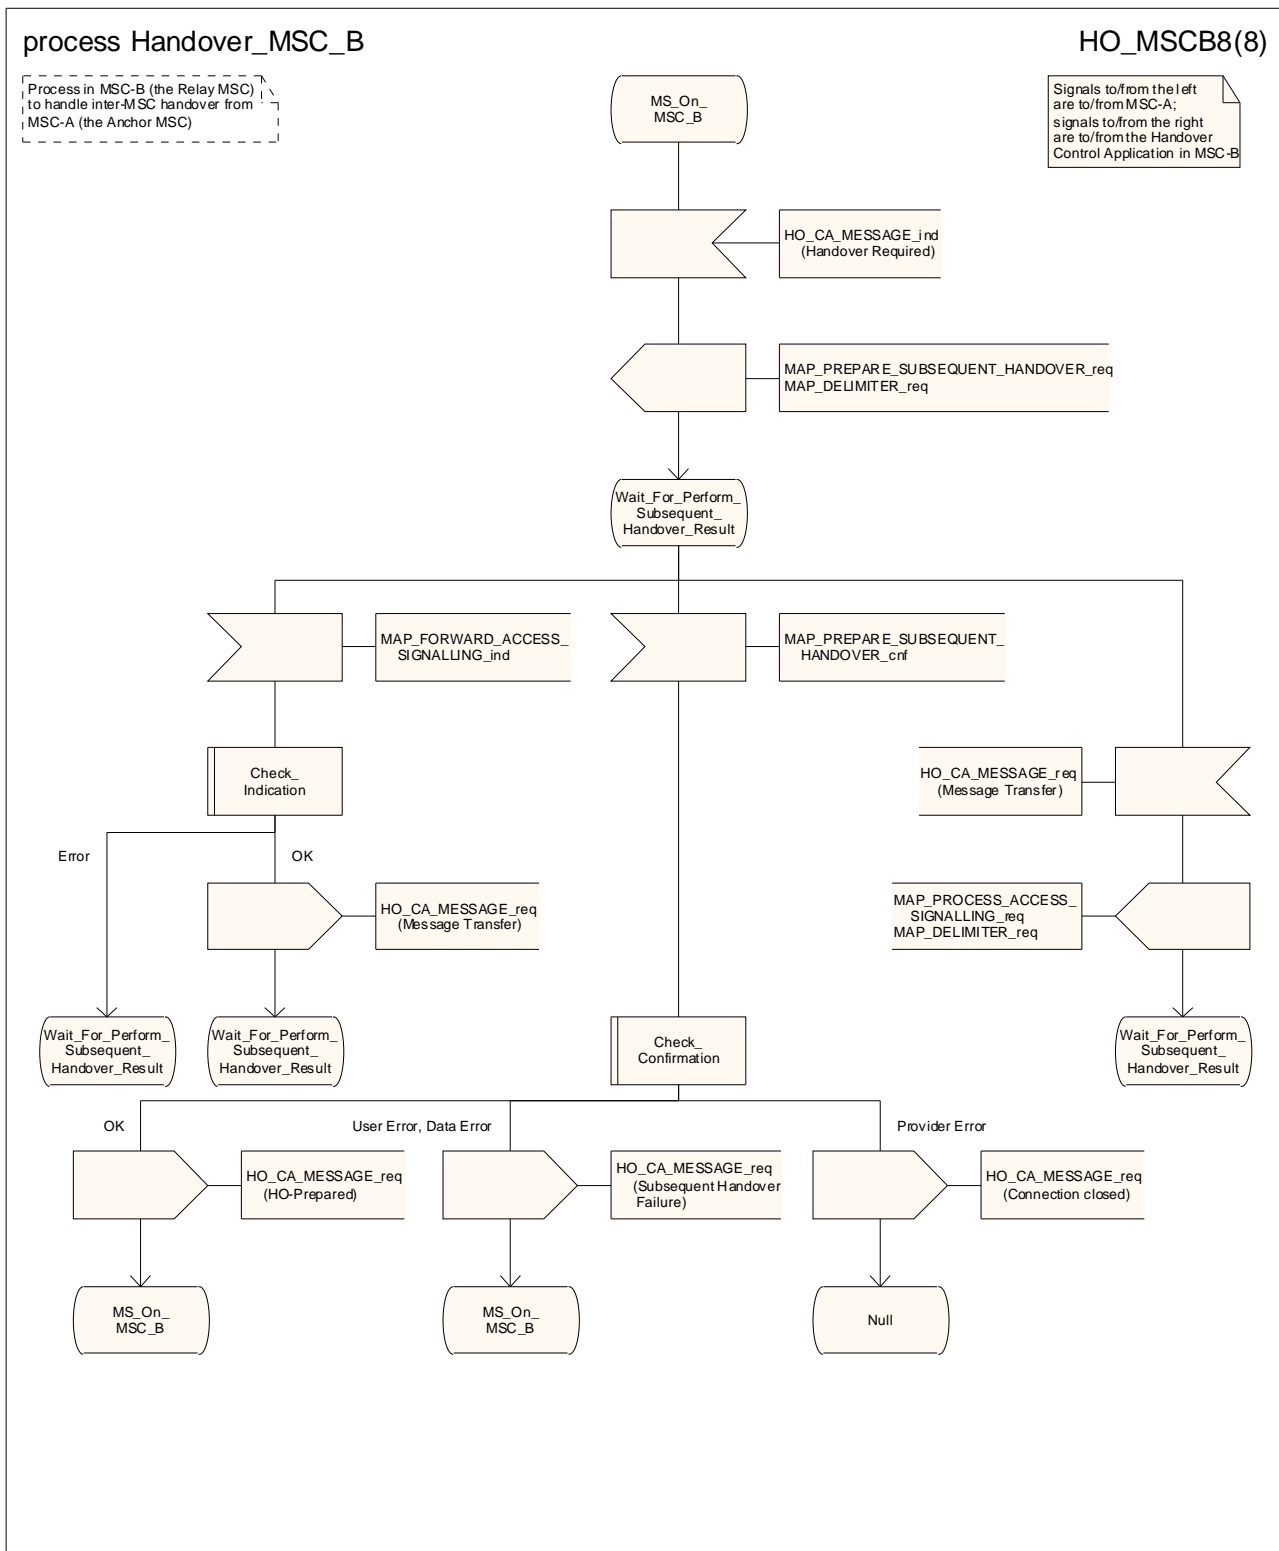 process Handover_MSC_B
HO_MSCB8(8)
Process in MSC-B (the Relay MSC)
to handle inter-MSC handover from
MSC-A (the Anchor MSC)
Signals to/from the left
are to/from MSC-A;
signals to/from the right
are to/from the Handover
Control Application in MSC-B
MS_On_
MSC_B
HO_CA_MESSAGE_ind
(Handover Required)
MAP_PREPARE_SUBSEQUENT_HANDOVER_req
MAP_DELIMITER_req
Wait_For_Perform_
Subsequent_
Handover_Result
MAP_FORWARD_ACCESS_
SIGNALLING_ind
MAP_PREPARE_SUBSEQUENT_
HANDOVER_cnf
Check_
Indication
HO_CA_MESSAGE_req
(Message Transfer)
Error
OK
HO_CA_MESSAGE_req
(Message Transfer)
MAP_PROCESS_ACCESS_
SIGNALLING_req
MAP_DELIMITER_req
Wait_For_Perform_
Subsequent_
Handover_Result
Wait_For_Perform_
Subsequent_
Handover_Result
Check_
Confirmation
Wait_For_Perform_
Subsequent_
Handover_Result
OK
User Error, Data Error
Provider Error
HO_CA_MESSAGE_req
(HO-Prepared)
HO_CA_MESSAGE_req
(Subsequent Handover
Failure)
HO_CA_MESSAGE_req
(Connection closed)
MS_On_
MSC_B
MS_On_
MSC_B
Null